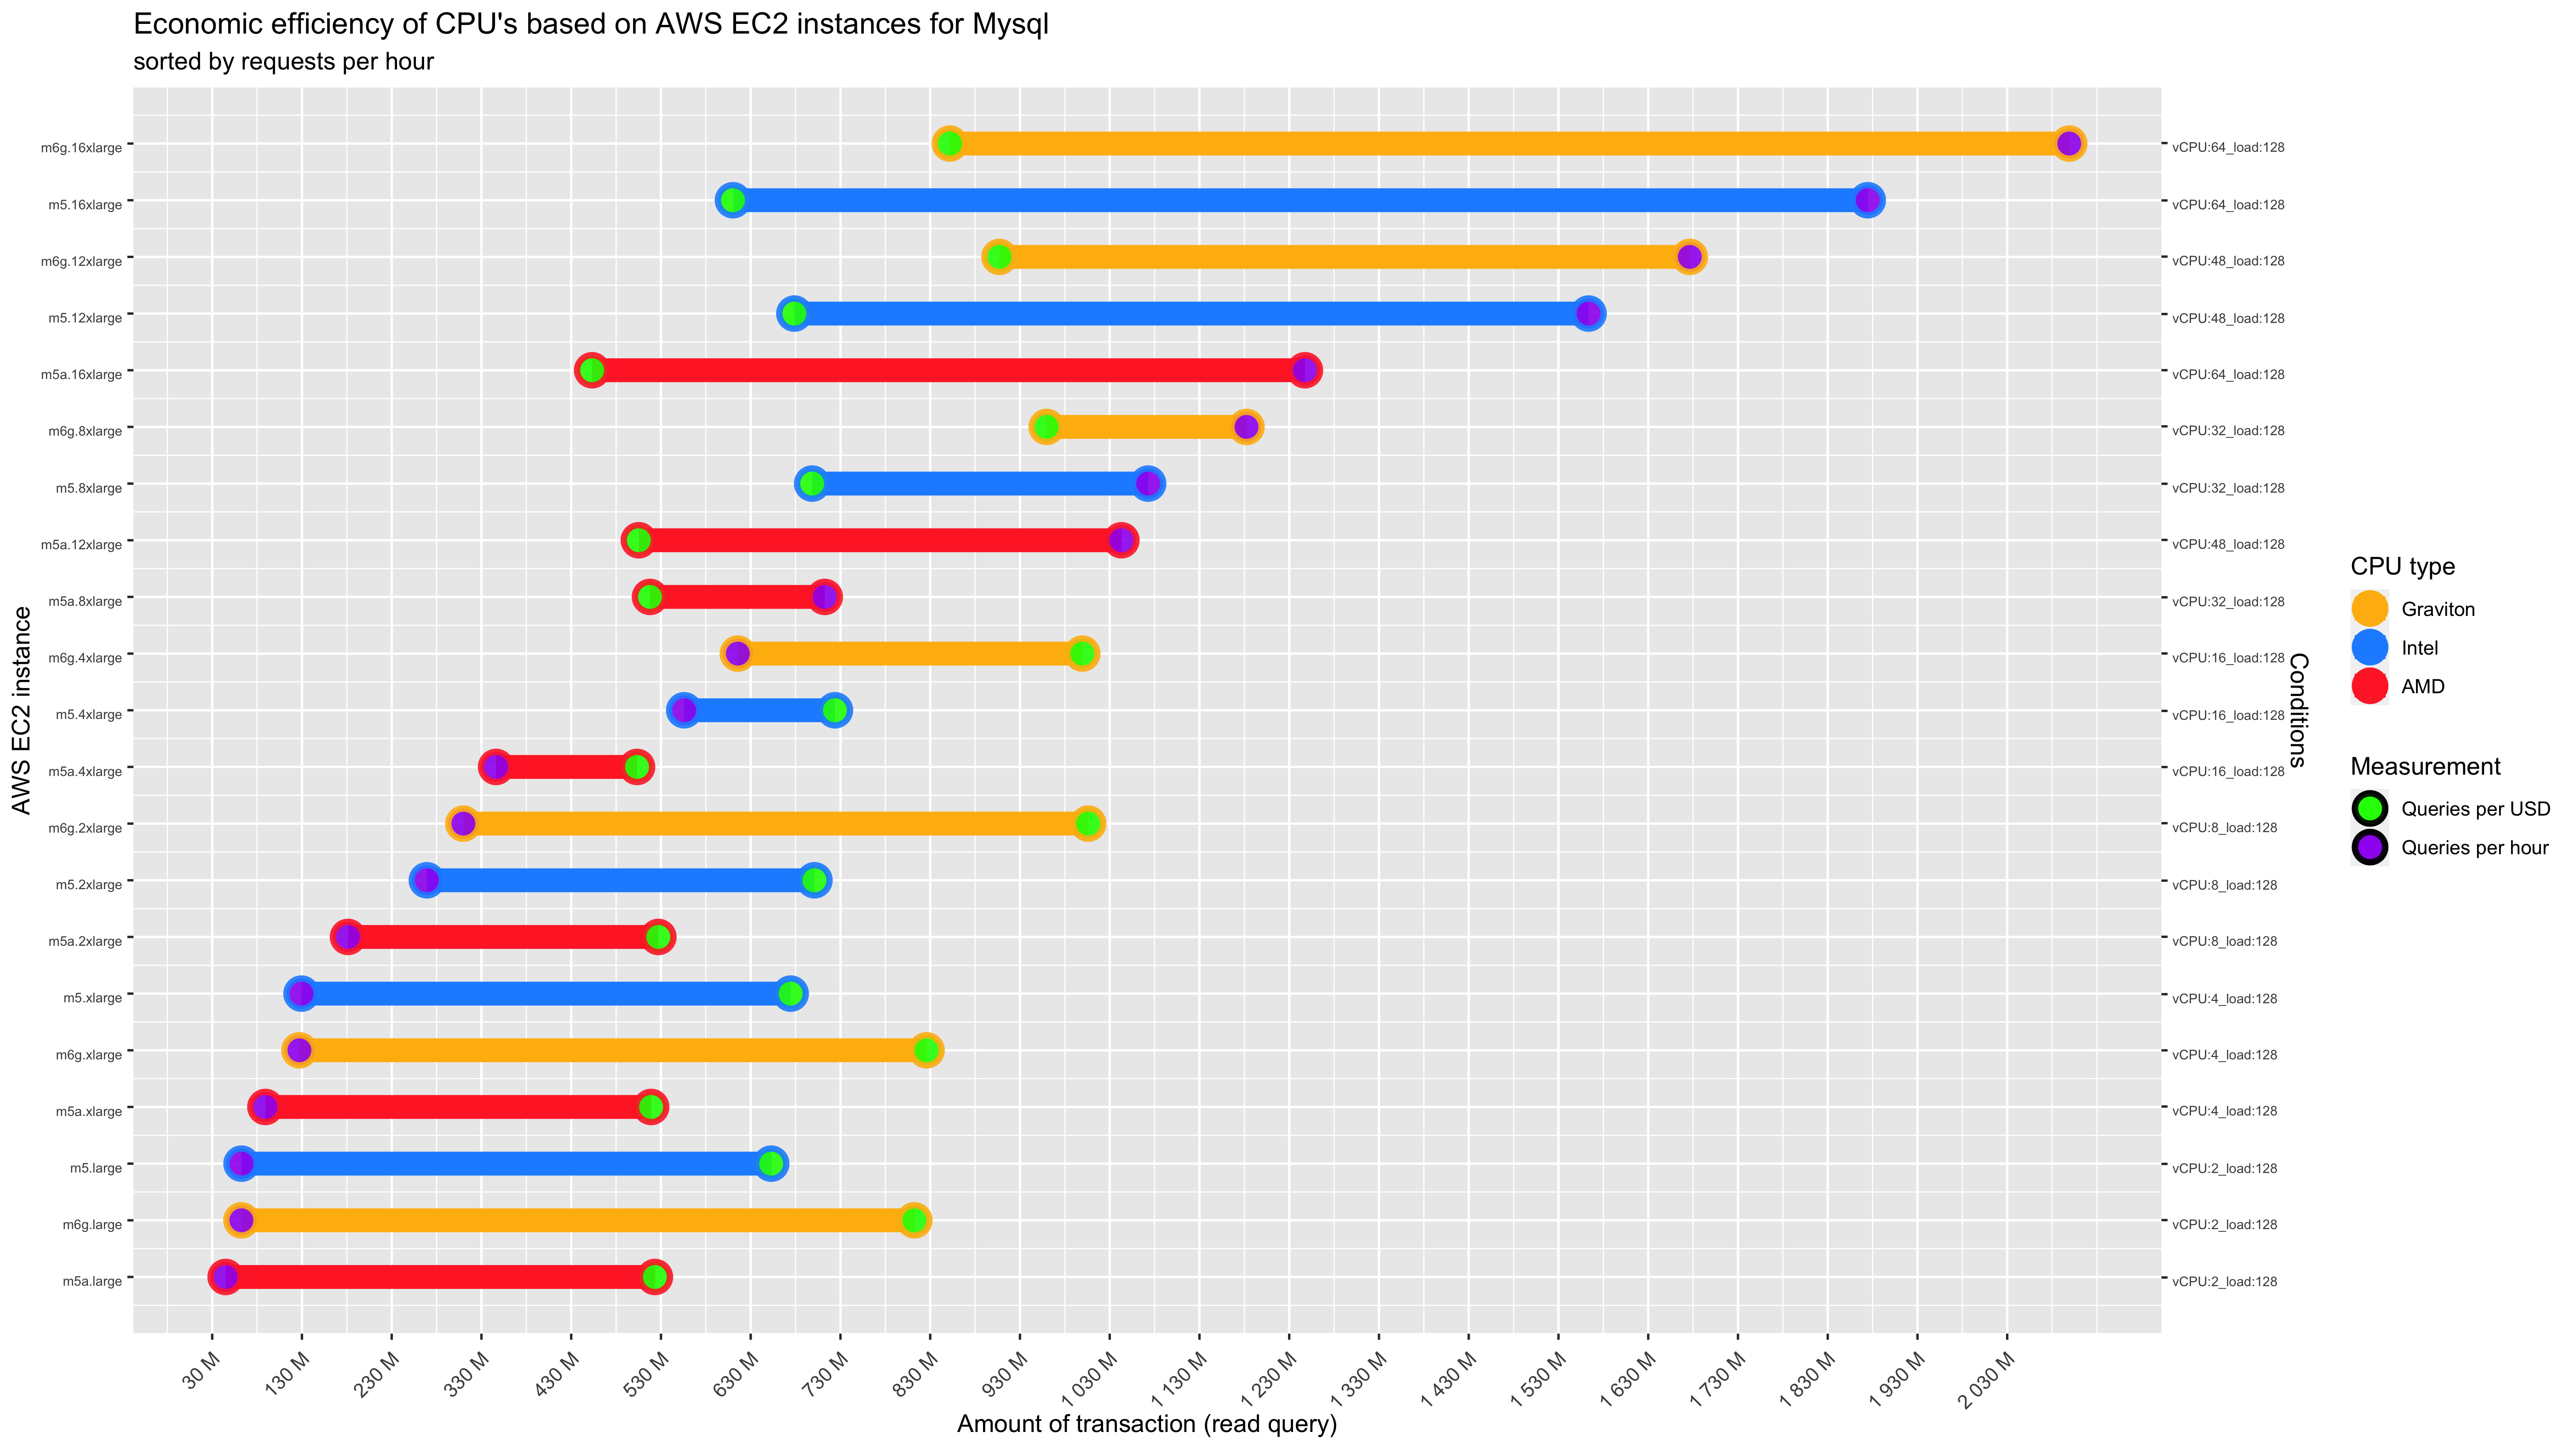 Economic efficiency of CPU's based on AWS EC2 instances for Mysql
sorted by requests per hour
AWS EC2 instance
m6g.16xlarge
m5.16xlarge
m6g.12xlarge
m5.12xlarge
m5a.16xlarge
m6g.8xlarge
m5.8xlarge
m5a.12xlarge
m5a.8xlarge
m6g.4xlarge
m5.4xlarge
m5a.4xlarge
m6g.2xlarge
m5.2xlarge
m5a.2xlarge
m5.xlarge
m6g.xlarge
m5a.xlarge
m5.large
m6g.large
m5a.large
vCPU:64_load:128
vCPU:64_load:128
vCPU:48_load:128
vCPU:48_load:128
vCPU:64_load:128
vCPU:32_load:128
vCPU:32_load:128
vCPU:48_load:128
vCPU:32_load:128
vCPU:16_load:128
vCPU:16_load:128
vCPU:16_load:128
vCPU:8_load:128
vCPU:8_load:128
vCPU:8_load:128
vCPU:4_load:128
vCPU:4_load:128
vCPU:4_load:128
vCPU:2_load:128
vCPU:2_load:128
vCPU:2_load:128
Conditions
30 M
130 M
230 M
330 M
430 M
530 M
630 M
730 M
830 M
930 M
1 030 M
1 130 M
1 230 M
1 330 M
1 430 M
1 530 M
1 630 M
1 730 M
1 830 M
1 930 M
2 030 M
Amount of transaction (read query)
CPU type
Graviton
Intel
AMD
Measurement
Queries per USD
Queries per hour